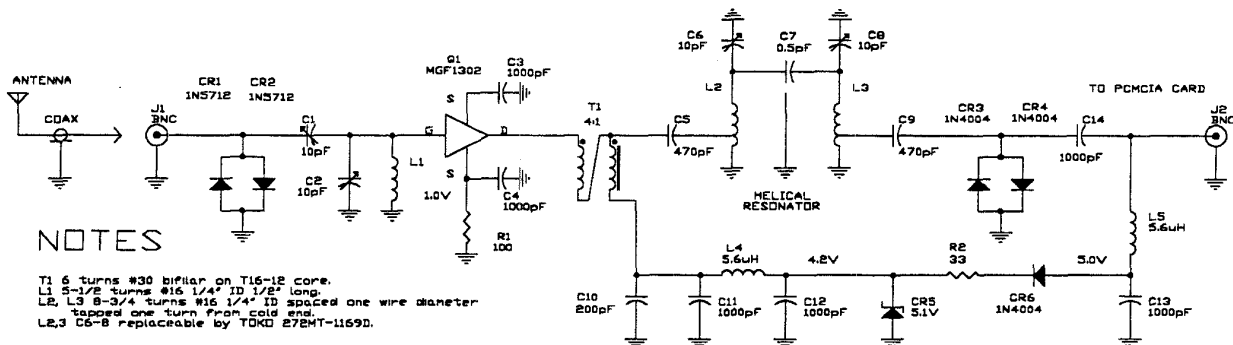 ANTENNA
COAX
J1
BNC
CR1
1N5712
CR2
1N5712
C1
10pF
C2
10pF
L1
Q1
MGF1302
S
G
D
S
1.0V
C3
1000pF
C4
1000pF
R1
100
T1
4:1
C5
470pF
C6
10pF
L2
C7
0.5pF
C8
10pF
L3
HELICAL
RESONATOR
C9
470pF
CR3
1N4004
CR4
1N4004
TO PCMCIA CARD
C14
1000pF
J2
BNC
L5
5.6uH
L4
5.6uH
4.2V
R2
33
5.0V
C10
200pF
C11
1000pF
C12
1000pF
CR5
5.1V
CR6
1N4004
C13
1000pF
NOTES
T1 6 turns #30 bifilar on T16-12 core.
L1 5-1/2 turns #16 1/4" ID 1/2" long.
L2, L3 8-3/4 turns #16 1/4" ID spaced one wire diameter
tapped one turn from cold end.
L2,3 C6-8 replaceable by TOKO 272MT-1169D.